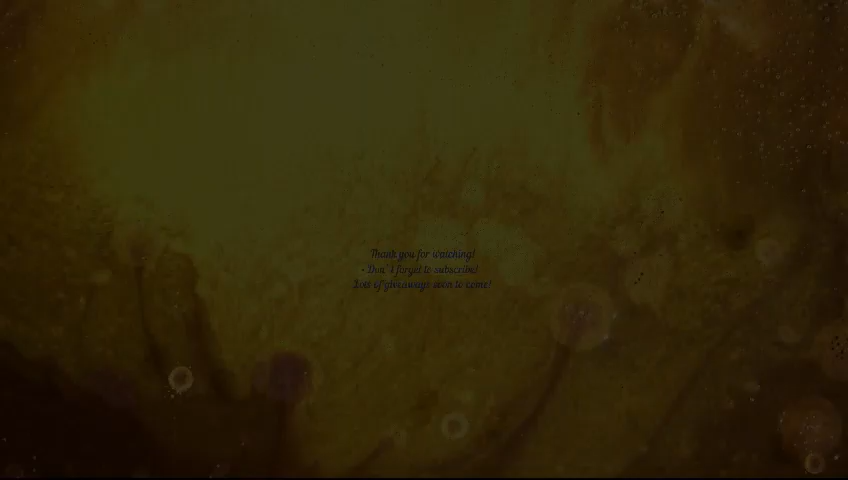 Thank you for watching!
- Don't forget to subscribe!
Lots of giveaways soon to come!